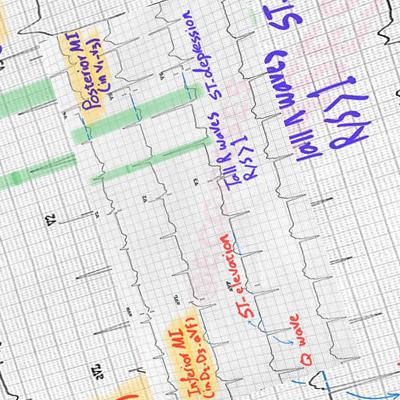 Posterior MI
(in V1, V3)
ST-depression
Tall R waves
R/S>1
Tall R waves ST-
R/S>1
V2
aVL
ST-elevation
Q wave
Inferior MI
(in D2-D3-aVF)